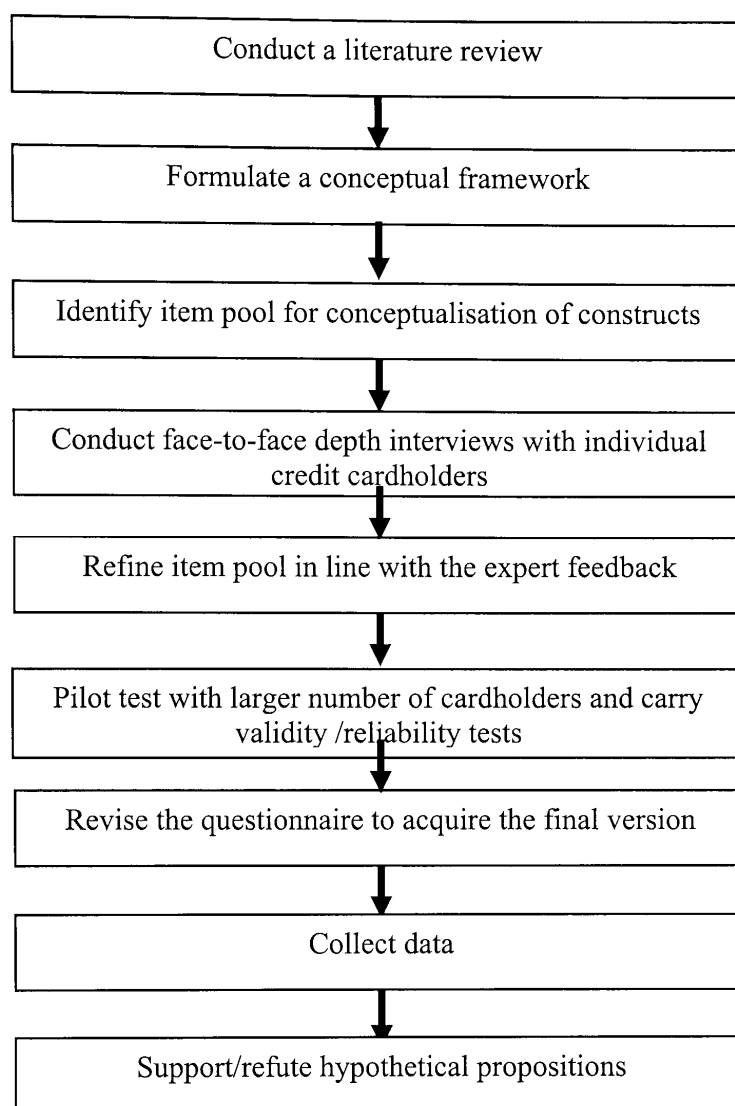 Conduct a literature review
Formulate a conceptual framework
Identify item pool for conceptualisation of constructs
Conduct face-to-face depth interviews with individual
credit cardholders
Refine item pool in line with the expert feedback
Pilot test with larger number of cardholders and carry
validity /reliability tests
Revise the questionnaire to acquire the final version
Collect data
Support/refute hypothetical propositions